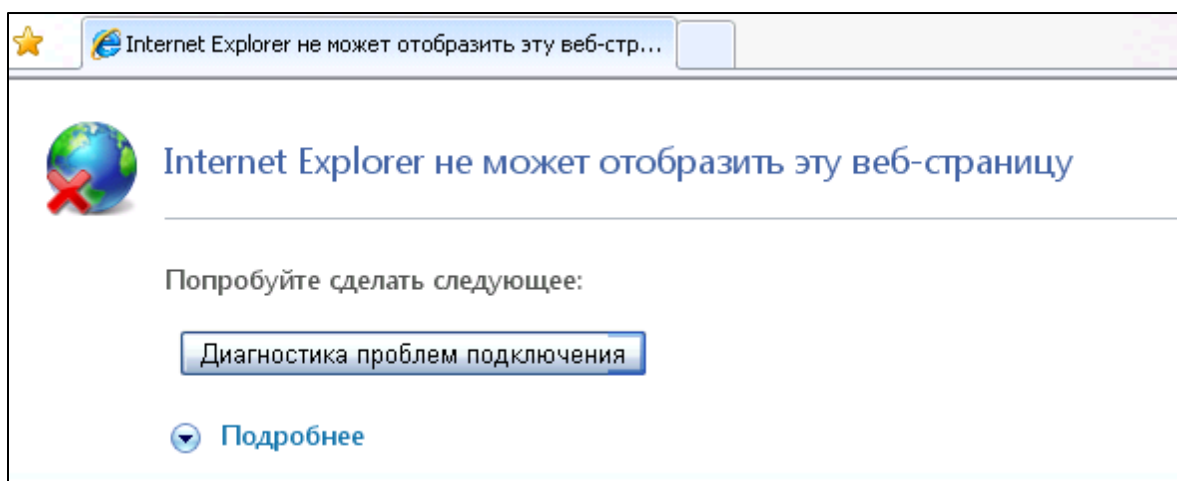 Internet Explorer не может отобразить эту веб-стр...
Internet Explorer не может отобразить эту веб-страницу
Попробуйте сделать следующее:
Диагностика проблем подключения
Подробнее